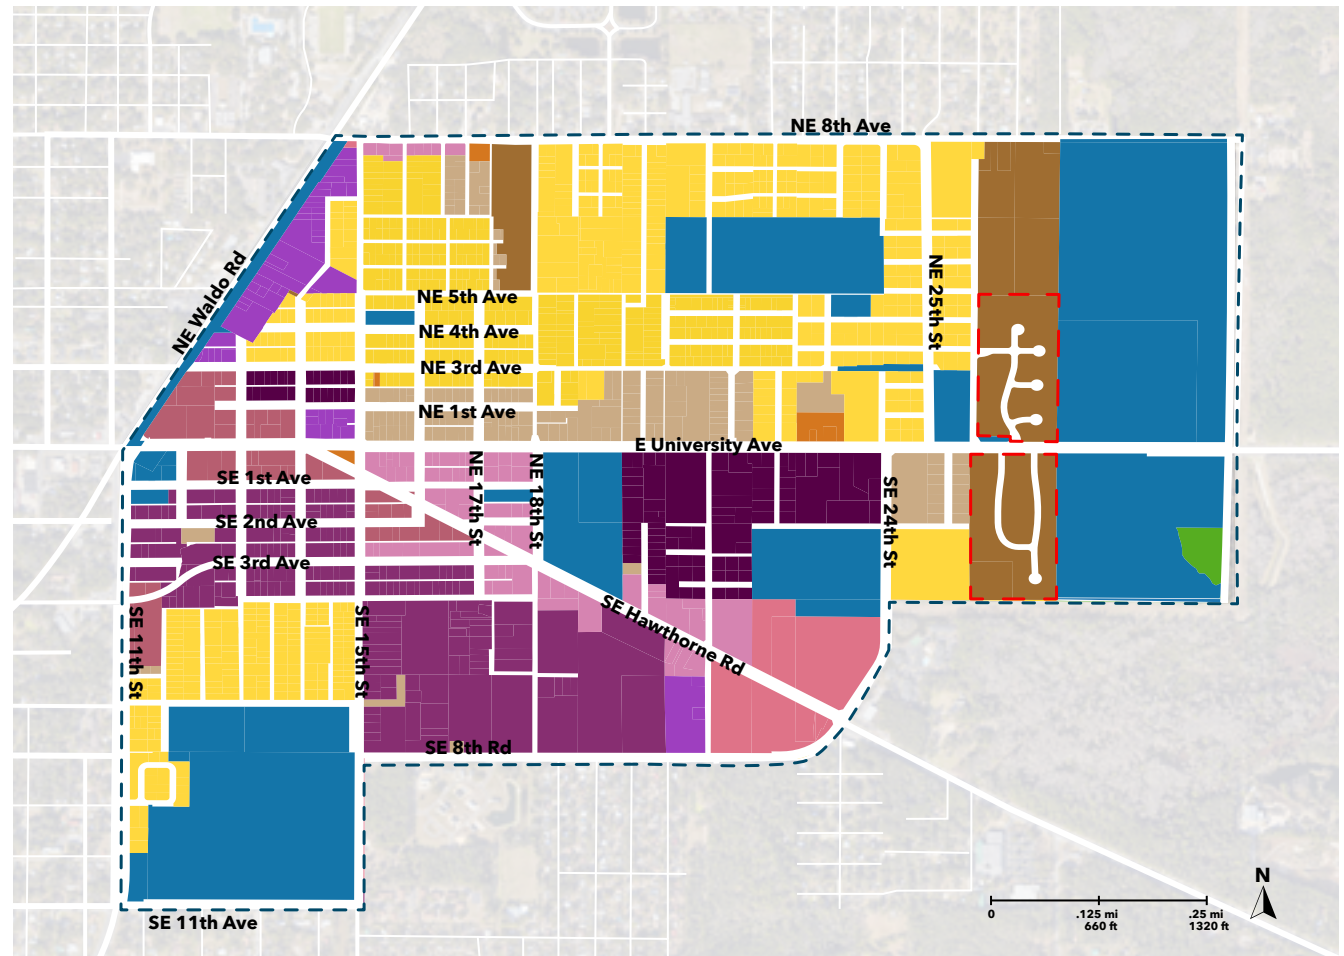 NE 8th Ave
NE Waldo Rd
NE 25th St
NE 5th Ave
NE 4th Ave
NE 3rd Ave
NE 1st Ave
E University Ave
SE 1st Ave
NE 17th St
NE 18th St
SE 24th St
SE 2nd Ave
SE 3rd Ave
SE 11th St
SE 15th St
SE Hawthorne Rd
SE 8th Rd
SE 11th Ave
N
0
.125 mi
.25 mi
660 ft
1320 ft